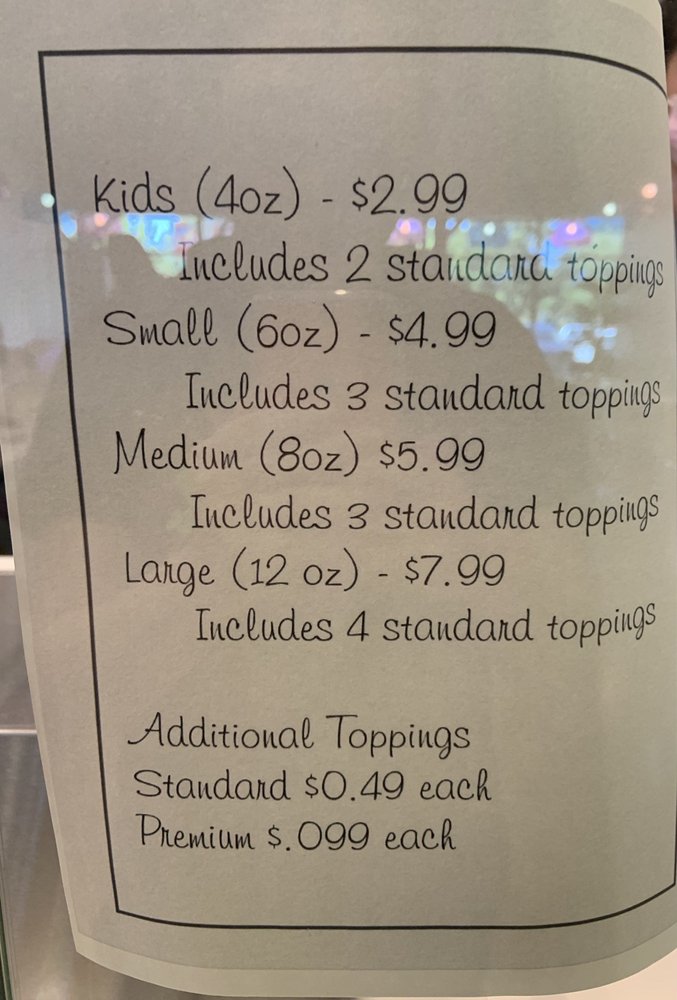 Kids (4oz) - $2.99
Includes 2 standard toppings
Small (6oz) - $4.99
Includes 3 standard toppings
Medium (8oz) $5.99
Includes 3 standard toppings
Large (12 oz) - $7.99
Includes 4 standard toppings
Additional Toppings
Standard $0.49 each
Premium $.099 each